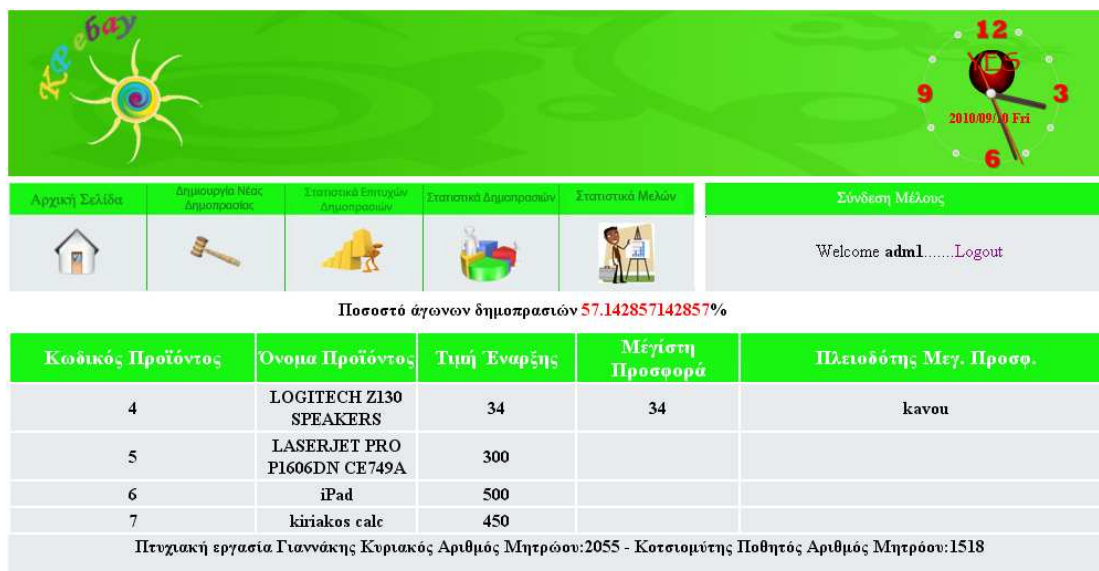 KP ebay
12
YES
9
3
2010/09/10 Fri
6
Αρχική Σελίδα
Δημιουργία Νέας
Δημοπρασίας
Στατιστικά Επιτυχών
Δημοπρασιών
Στατιστικά Δημοπρασιών
Στατιστικά Μελών
Σύνδεση Μέλους
Welcome adm1.......Logout
Ποσοστό άγωνων δημοπρασιών 57.142857142857%
Κωδικός Προϊόντος
Όνομα Προϊόντος
Τιμή Έναρξης
Μέγίστη
Προσφορά
Πλειοδότης Μεγ. Προσφ.
4
LOGITECH Z130
SPEAKERS
34
34
kavou
5
LASERJET PRO
P1606DN CE749A
300
6
iPad
500
7
kiriakos calc
450
Πτυχιακή εργασία Γιαννάκης Κυριακός Αριθμός Μητρώου:2055 - Κοτσιομύτης Ποθητός Αριθμός Μητρόου:1518